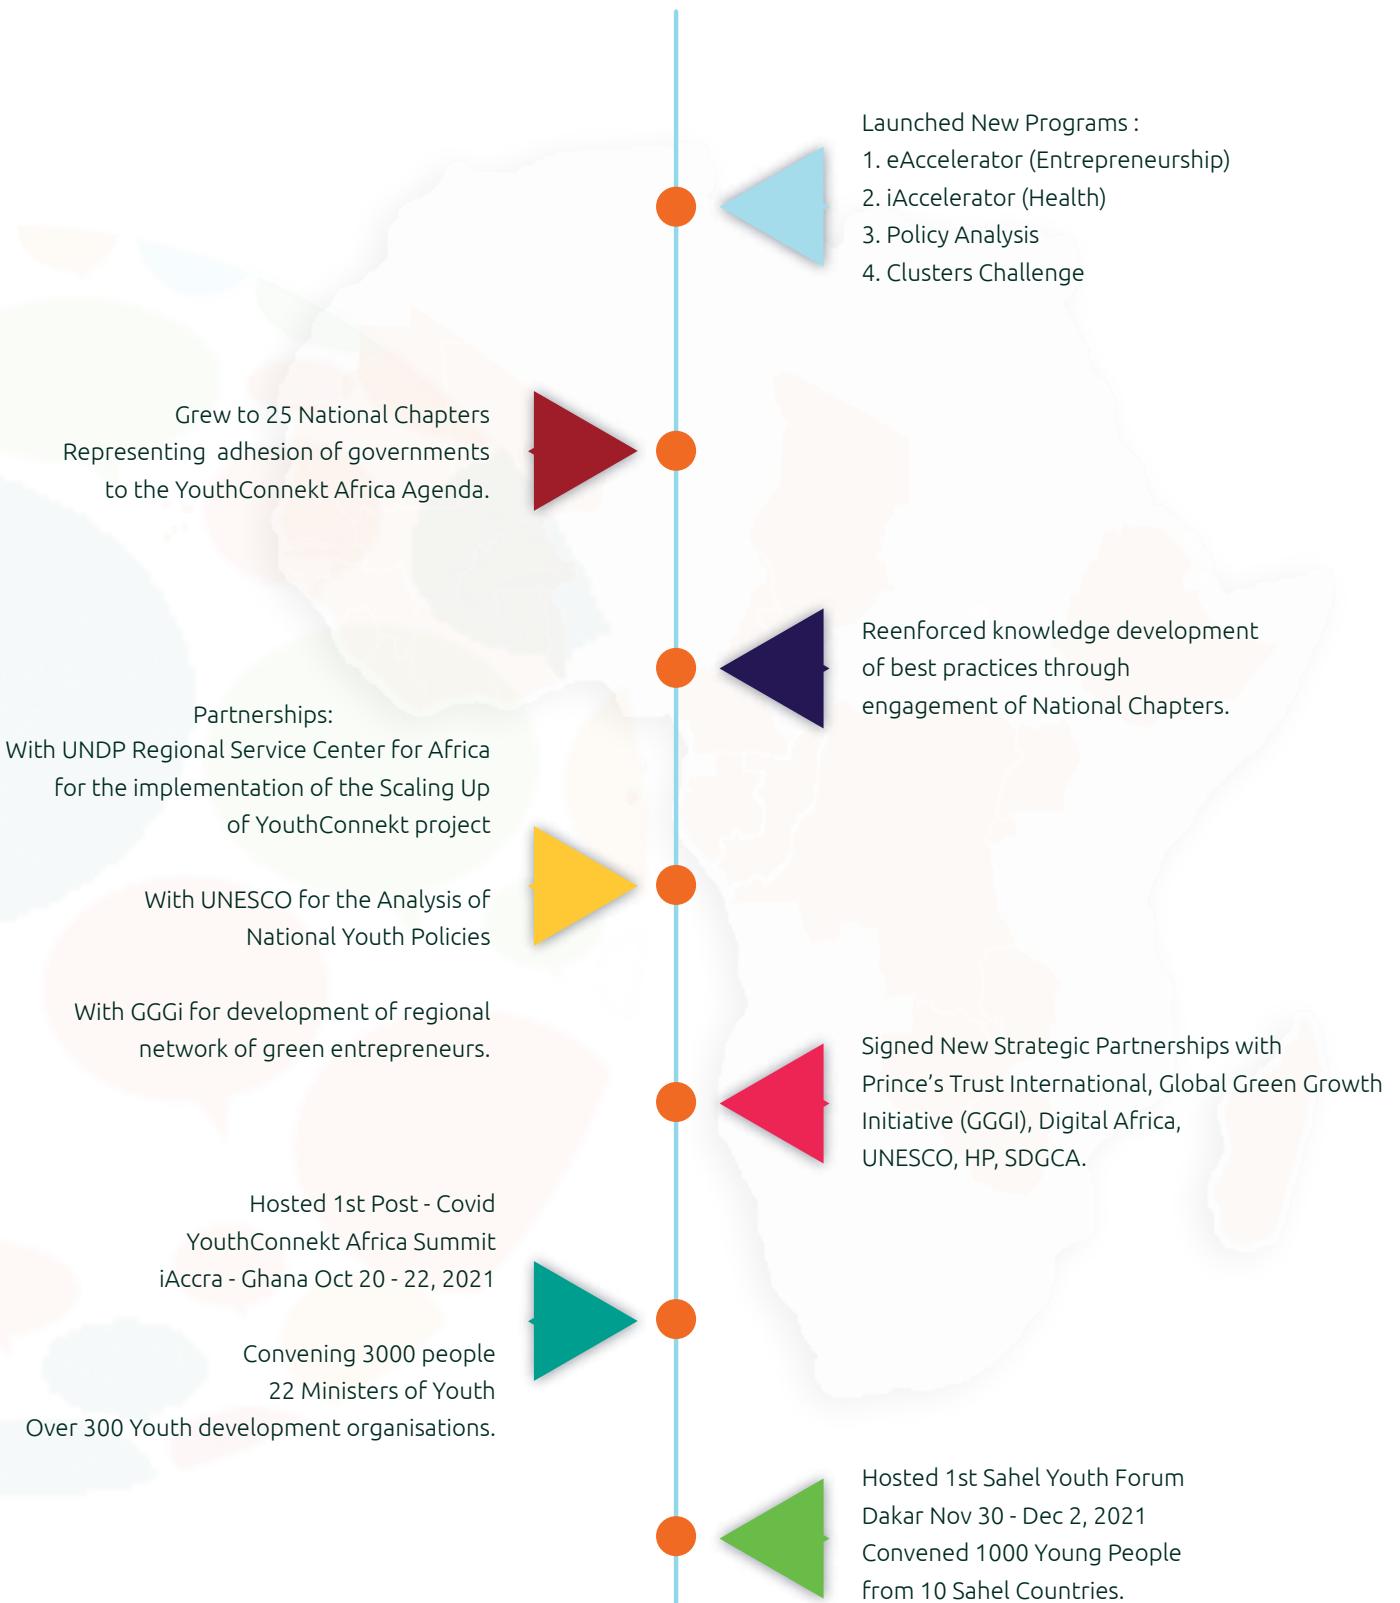 Launched New Programs :
1. eAccelerator (Entrepreneurship)
2. iAccelerator (Health)
3. Policy Analysis
4. Clusters Challenge
Grew to 25 National Chapters
Representing adhesion of governments
to the YouthConnekt Africa Agenda.
Reenforced knowledge development
of best practices through
engagement of National Chapters.
Partnerships:
With UNDP Regional Service Center for Africa
for the implementation of the Scaling Up
of YouthConnekt project
With UNESCO for the Analysis of
National Youth Policies
With GGGi for development of regional
network of green entrepreneurs.
Signed New Strategic Partnerships with
Prince’s Trust International, Global Green Growth
Initiative (GGGI), Digital Africa,
UNESCO, HP, SDGCA.
Hosted 1st Post - Covid
YouthConnekt Africa Summit
iAccra - Ghana Oct 20 - 22, 2021
Convening 3000 people
22 Ministers of Youth
Over 300 Youth development organisations.
Hosted 1st Sahel Youth Forum
Dakar Nov 30 - Dec 2, 2021
Convened 1000 Young People
from 10 Sahel Countries.